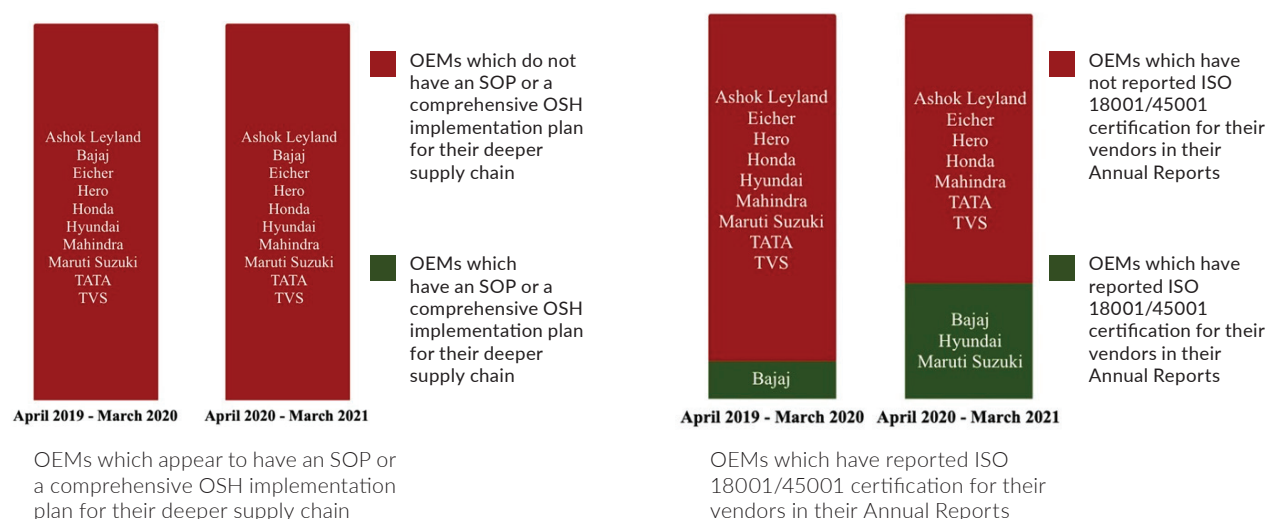 Ashok Leyland
Bajaj
Eicher
Hero
Honda
Hyundai
Mahindra
Maruti Suzuki
TATA
TVS
April 2019 - March 2020
Ashok Leyland
Bajaj
Eicher
Hero
Honda
Hyundai
Mahindra
Maruti Suzuki
TATA
TVS
April 2020 - March 2021
OEMs which do not
have an SOP or a
comprehensive OSH
implementation plan
for their deeper
supply chain
OEMs which
have an SOP or a
comprehensive OSH
implementation plan
for their deeper
supply chain
OEMs which appear to have an SOP or
a comprehensive OSH implementation
plan for their deeper supply chain
Ashok Leyland
Eicher
Hero
Honda
Hyundai
Mahindra
Maruti Suzuki
TATA
TVS
Bajaj
April 2019 - March 2020
Ashok Leyland
Eicher
Hero
Honda
Mahindra
TATA
TVS
Bajaj
Hyundai
Maruti Suzuki
April 2020 - March 2021
OEMs which have
not reported ISO
18001/45001
certification for their
vendors in their
Annual Reports
OEMs which have
reported ISO
18001/45001
certification for their
vendors in their
Annual Reports
OEMs which have reported ISO
18001/45001 certification for their
vendors in their Annual Reports